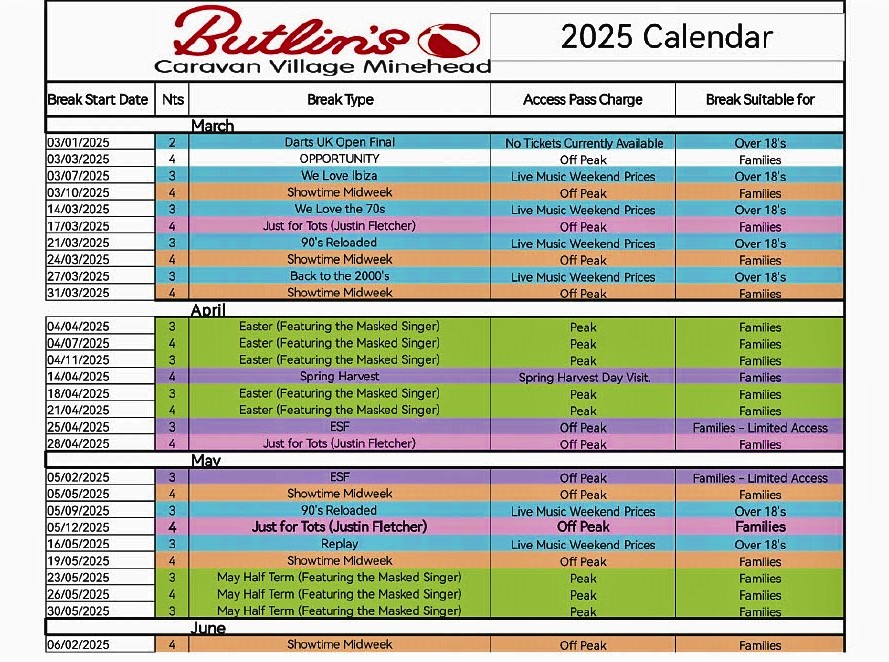 Butlin's
Caravan Village Minehead
2025 Calendar
Break Start Date Nts Break Type Access Pass Charge Break Suitable for
March
03/01/2025 2 Darts UK Open Final No Tickets Currently Available Over 18's
03/03/2025 4 OPPORTUNITY Off Peak Families
03/07/2025 3 We Love Ibiza Live Music Weekend Prices Over 18's
03/10/2025 4 Showtime Midweek Off Peak Families
14/03/2025 3 We Love the 70s Live Music Weekend Prices Over 18's
17/03/2025 4 Just for Tots (Justin Fletcher) Off Peak Families
21/03/2025 3 90's Reloaded Live Music Weekend Prices Over 18's
24/03/2025 4 Showtime Midweek Off Peak Families
27/03/2025 3 Back to the 2000's Live Music Weekend Prices Over 18's
31/03/2025 4 Showtime Midweek Off Peak Families
April
04/04/2025 3 Easter (Featuring the Masked Singer) Peak Families
04/07/2025 4 Easter (Featuring the Masked Singer) Peak Families
04/11/2025 3 Easter (Featuring the Masked Singer) Peak Families
14/04/2025 4 Spring Harvest Spring Harvest Day Visit. Families
18/04/2025 3 Easter (Featuring the Masked Singer) Peak Families
21/04/2025 4 Easter (Featuring the Masked Singer) Peak Families
25/04/2025 3 ESF Off Peak Families – Limited Access
28/04/2025 4 Just for Tots (Justin Fletcher) Off Peak Families
May
05/02/2025 3 ESF Off Peak Families – Limited Access
05/05/2025 4 Showtime Midweek Off Peak Families
05/09/2025 3 90's Reloaded Live Music Weekend Prices Over 18's
05/12/2025 4 Just for Tots (Justin Fletcher) Off Peak Families
16/05/2025 3 Replay Live Music Weekend Prices Over 18's
19/05/2025 4 Showtime Midweek Off Peak Families
23/05/2025 3 May Half Term (Featuring the Masked Singer) Peak Families
26/05/2025 4 May Half Term (Featuring the Masked Singer) Peak Families
30/05/2025 3 May Half Term (Featuring the Masked Singer) Peak Families
June
06/02/2025 4 Showtime Midweek Off Peak Families